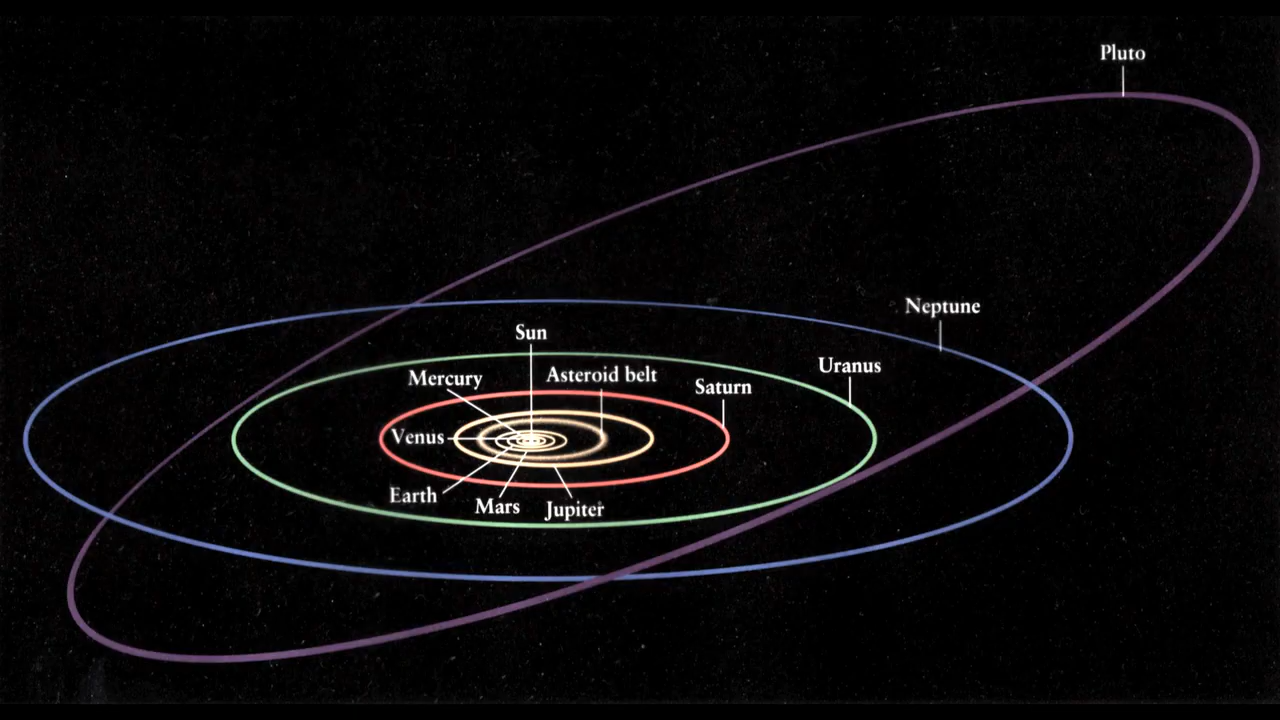 Pluto
Neptune
Sun
Uranus
Mercury
Asteroid belt
Saturn
Venus
Earth
Mars
Jupiter